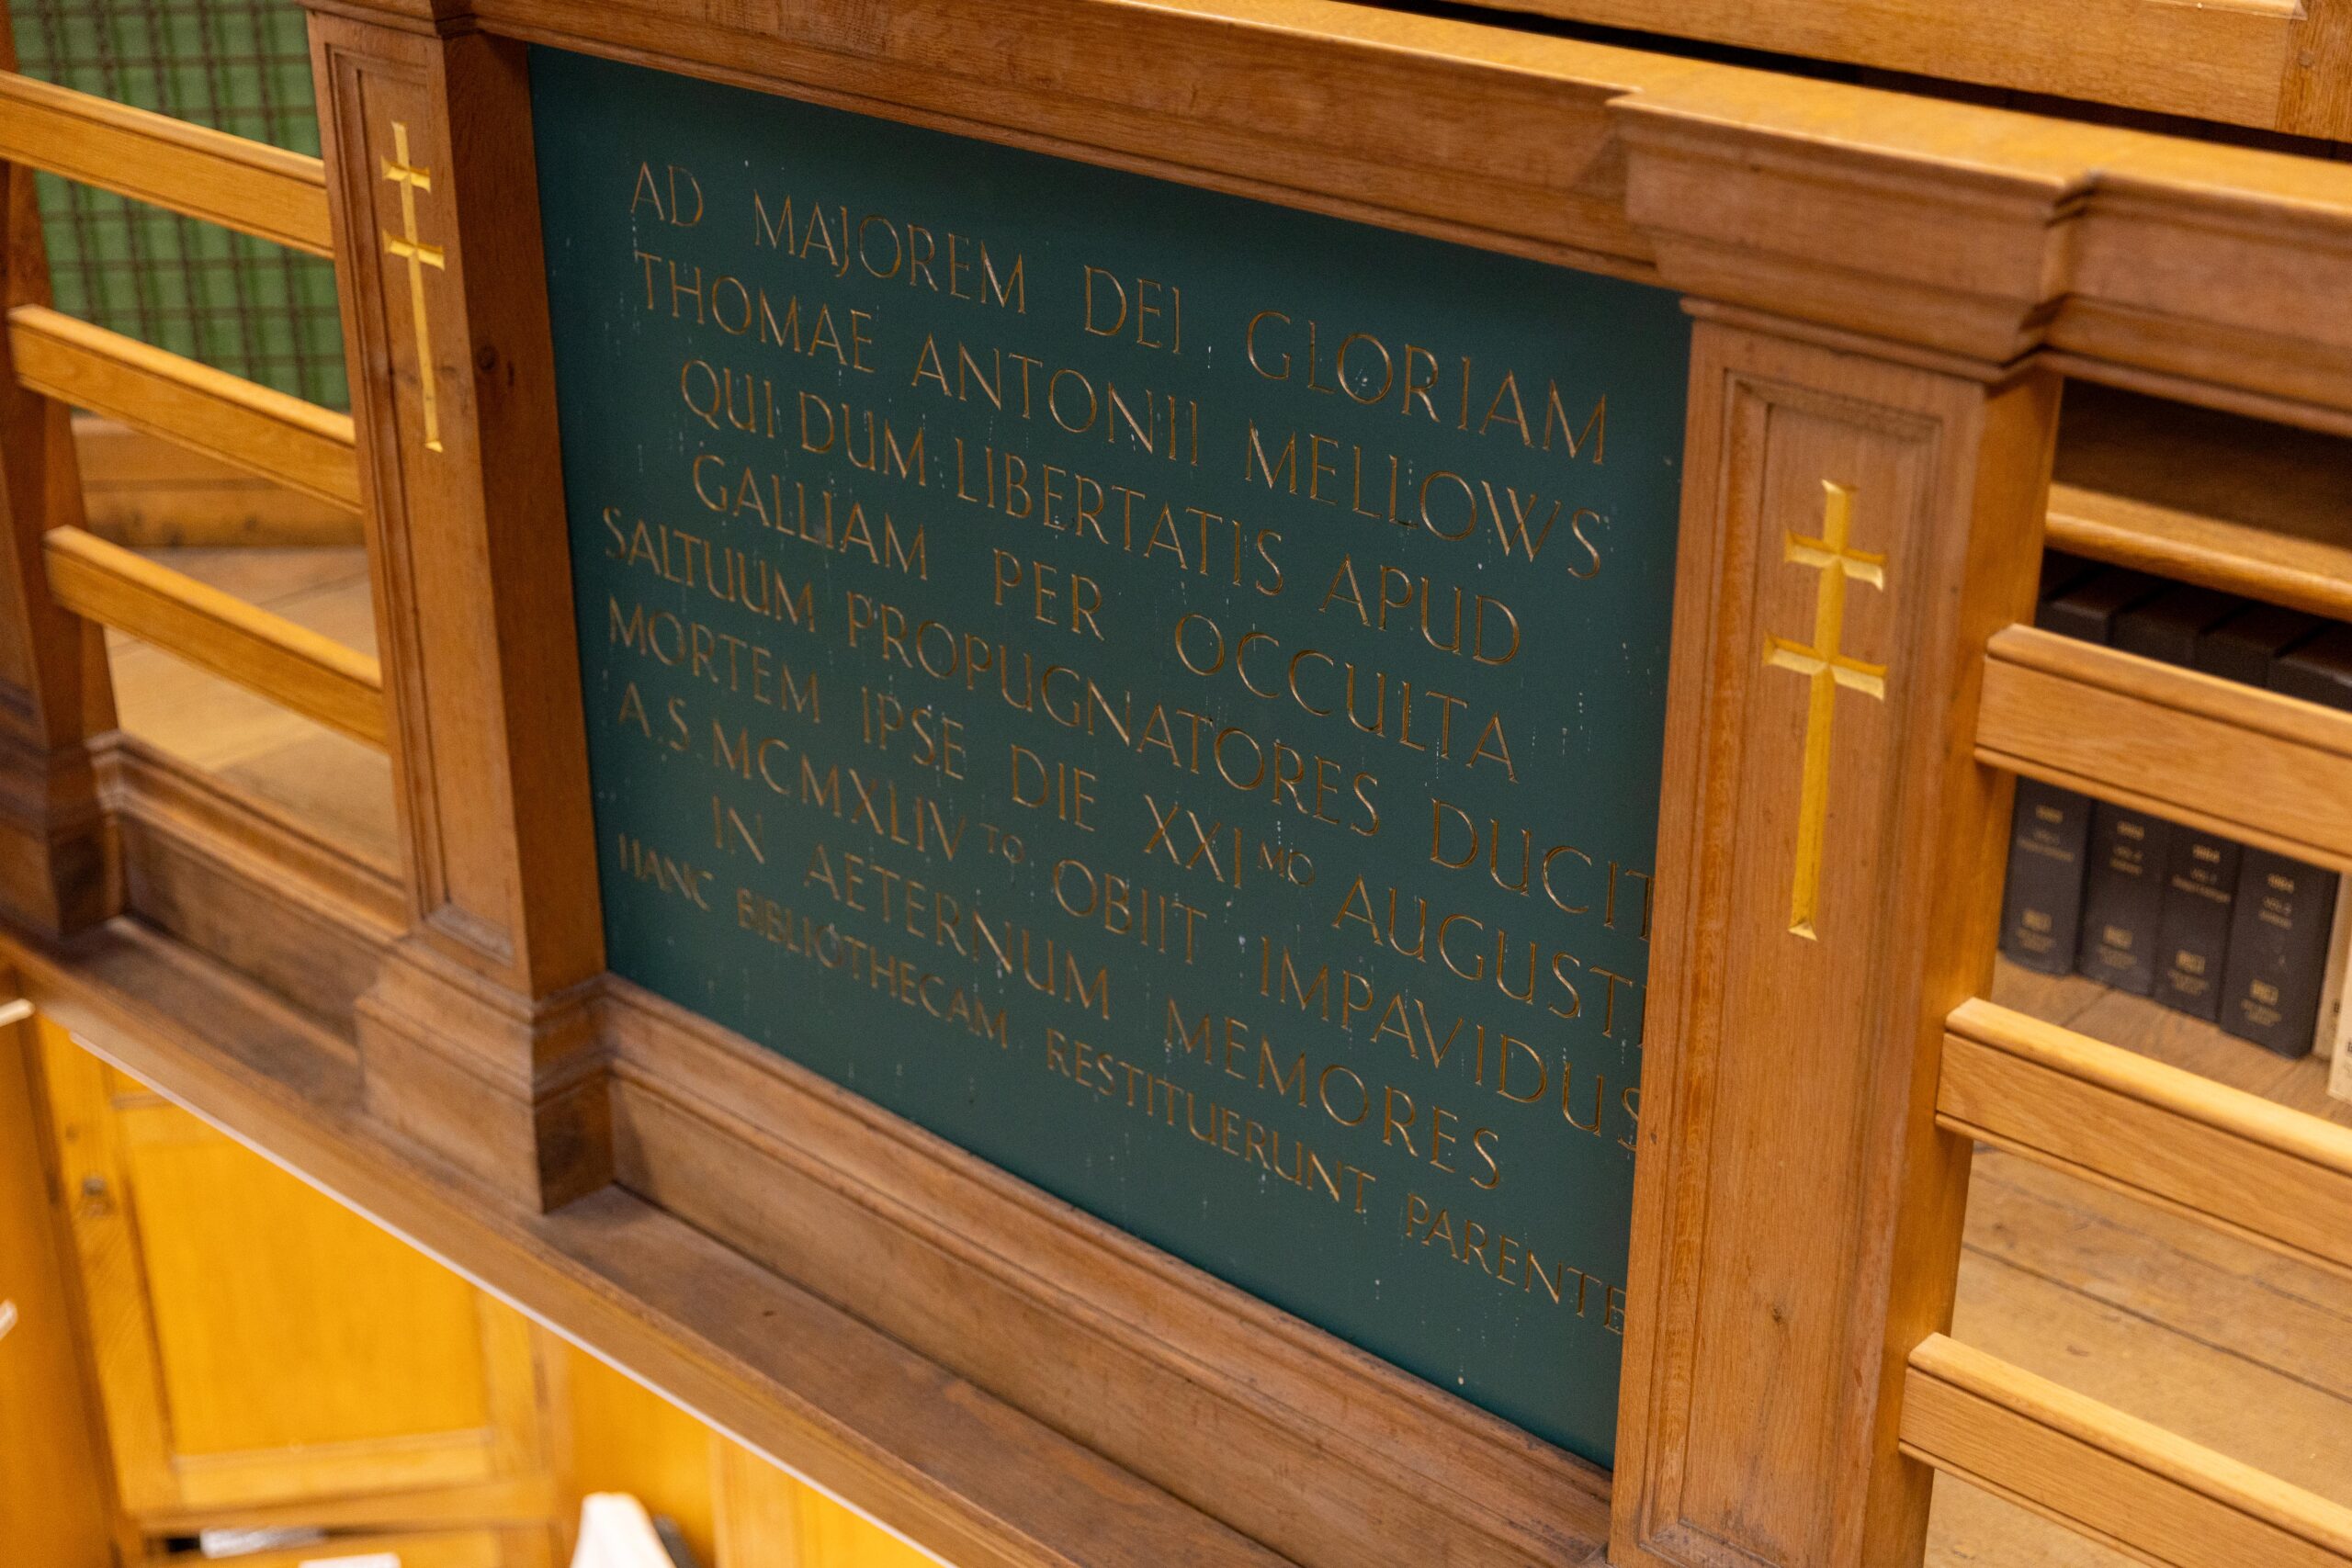 AD MAJOREM DEI GLORIAM
THOMAE ANTONII MELLOWS
QUI DUM LIBERTATIS APUD
GALLIAM PER OCCULTA
SALTUUM PROPUGNATORES DUCIT
MORTEM IPSE DIE XXI MO AUGUSTI
A.S. MCMXLIV TO OBIIT IMPAVIDUS
IN AETERNUM MEMORES
HANC BIBLIOTHECAM RESTITUERUNT PARENTE